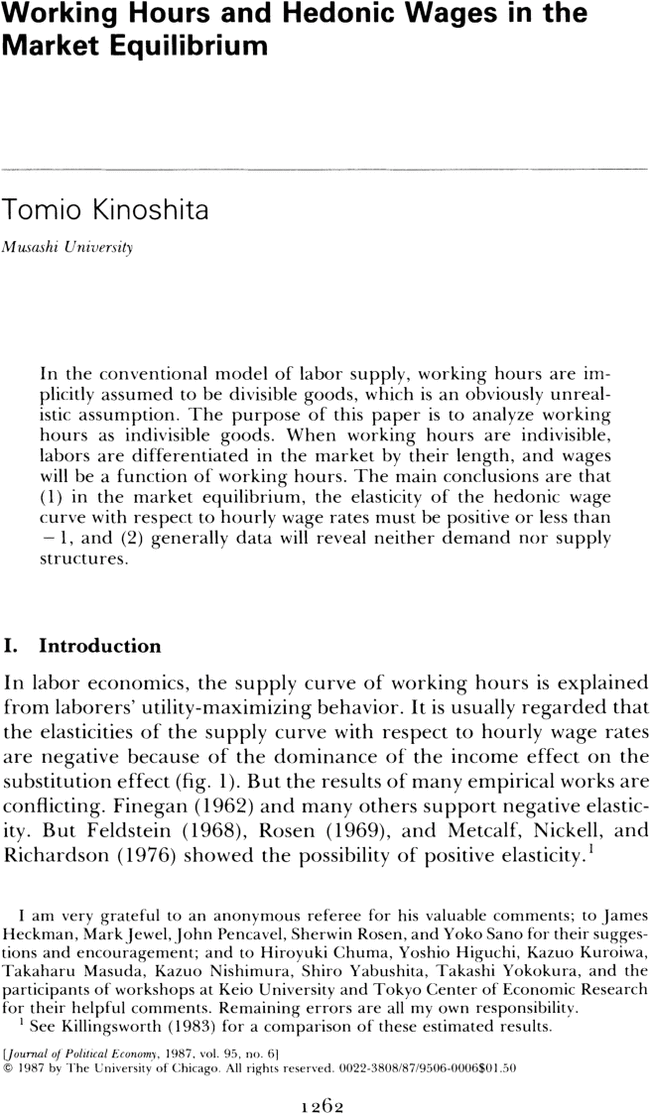 Working Hours and Hedonic Wages in the
Market Equilibrium
Tomio Kinoshita
Musashi University
In the conventional model of labor supply, working hours are im-
plicitly assumed to be divisible goods, which is an obviously unreal-
istic assumption. The purpose of this paper is to analyze working
hours as indivisible goods. When working hours are indivisible,
labors are differentiated in the market by their length, and wages
will be a function of working hours. The main conclusions are that
(1) in the market equilibrium, the elasticity of the hedonic wage
curve with respect to hourly wage rates must be positive or less than
−1, and (2) generally data will reveal neither demand nor supply
structures.
I. Introduction
In labor economics, the supply curve of working hours is explained
from laborers' utility-maximizing behavior. It is usually regarded that
the elasticities of the supply curve with respect to hourly wage rates
are negative because of the dominance of the income effect on the
substitution effect (fig. 1). But the results of many empirical works are
conflicting. Finegan (1962) and many others support negative elastic-
ity. But Feldstein (1968), Rosen (1969), and Metcalf, Nickell, and
Richardson (1976) showed the possibility of positive elasticity.¹
I am very grateful to an anonymous referee for his valuable comments; to James
Heckman, Mark Jewel, John Pencavel, Sherwin Rosen, and Yoko Sano for their sugges-
tions and encouragement; and to Hiroyuki Chuma, Yoshio Higuchi, Kazuo Kuroiwa,
Takaharu Masuda, Kazuo Nishimura, Shiro Yabushita, Takashi Yokokura, and the
participants of workshops at Keio University and Tokyo Center of Economic Research
for their helpful comments. Remaining errors are all my own responsibility.
¹ See Killingsworth (1983) for a comparison of these estimated results.
[Journal of Political Economy, 1987, vol. 95, no. 6]
© 1987 by The University of Chicago. All rights reserved. 0022-3808/87/9506-0006$01.50
1262